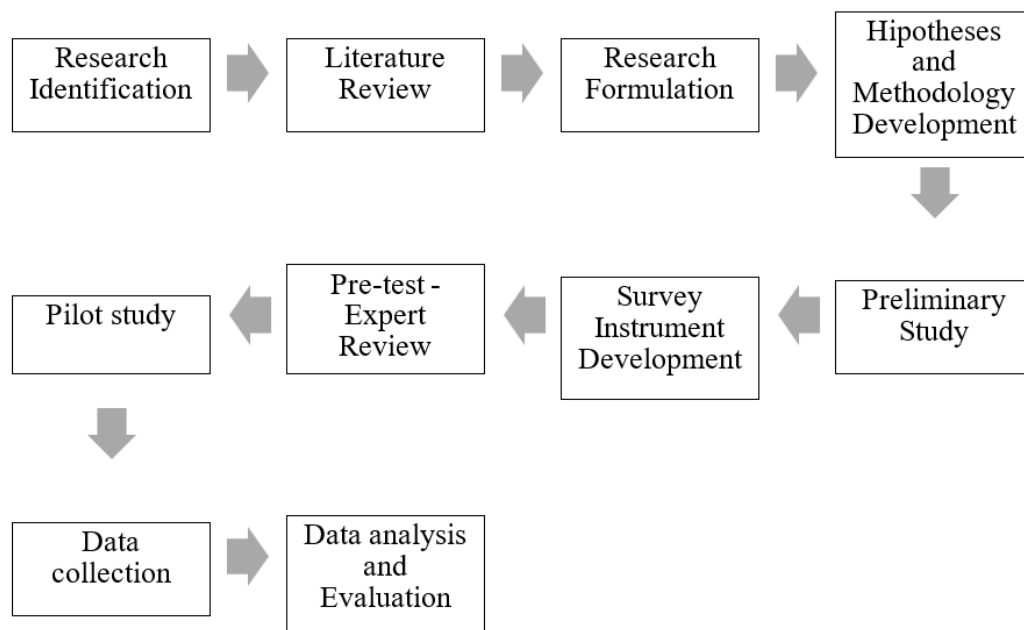 Research
Identification
Literature
Review
Research
Formulation
Hipotheses
and
Methodology
Development
Preliminary
Study
Survey
Instrument
Development
Pre-test -
Expert
Review
Pilot study
Data
collection
Data analysis
and
Evaluation